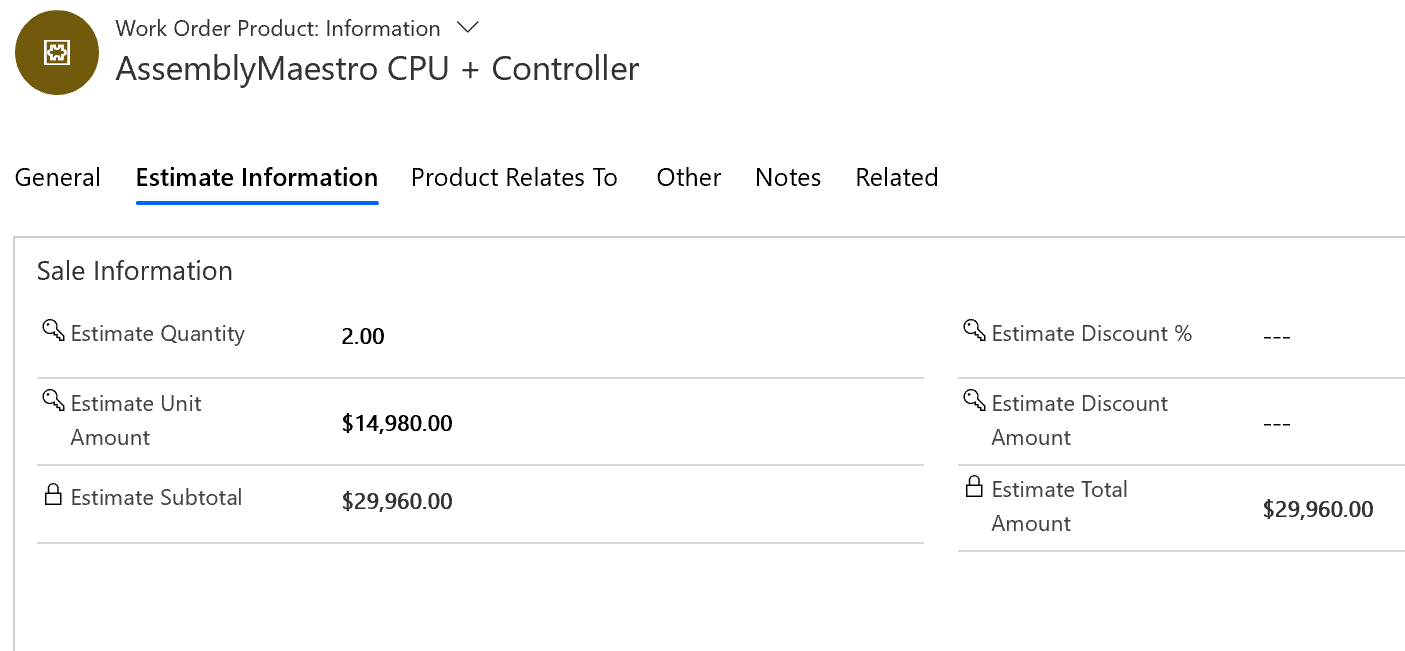 Work Order Product: Information
AssemblyMaestro CPU + Controller
General Estimate Information Product Relates To Other Notes Related
Sale Information
Estimate Quantity 2.00
Estimate Discount % ---
Estimate Unit
Amount
$14,980.00
Estimate Discount
Amount
---
Estimate Subtotal $29,960.00
Estimate Total
Amount
$29,960.00